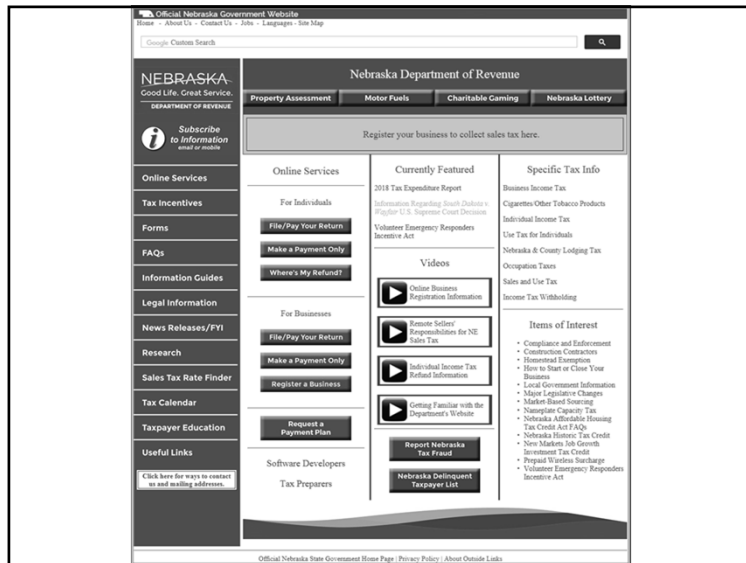 Official Nebraska Government Website
Home - About Us - Contact Us - Jobs - Languages - Site Map
Google Custom Search
NEBRASKA
Good Life. Great Service.
DEPARTMENT OF REVENUE
Nebraska Department of Revenue
Property Assessment
Motor Fuels
Charitable Gaming
Nebraska Lottery
Subscribe
to Information
email or mobile
Register your business to collect sales tax here.
Online Services
Tax Incentives
Forms
FAQs
Information Guides
Legal Information
News Releases/FYI
Research
Sales Tax Rate Finder
Tax Calendar
Taxpayer Education
Useful Links
Click here for ways to contact
us and mailing addresses.
Online Services
For Individuals
File/Pay Your Return
Make a Payment Only
Where's My Refund?
For Businesses
File/Pay Your Return
Make a Payment Only
Register a Business
Request a
Payment Plan
Software Developers
Tax Preparers
Currently Featured
2018 Tax Expenditure Report
Information Regarding South Dakota v.
Wayfair U.S. Supreme Court Decision
Volunteer Emergency Responders
Incentive Act
Videos
Online Business
Registration Information
Remote Sellers'
Responsibilities for NE
Sales Tax
Individual Income Tax
Refund Information
Getting Familiar with the
Department's Website
Report Nebraska
Tax Fraud
Nebraska Delinquent
Taxpayer List
Specific Tax Info
Business Income Tax
Cigarettes/Other Tobacco Products
Individual Income Tax
Use Tax for Individuals
Nebraska & County Lodging Tax
Occupation Taxes
Sales and Use Tax
Income Tax Withholding
Items of Interest
• Compliance and Enforcement
• Construction Contractors
• Homestead Exemption
• How to Start or Close Your
Business
• Local Government Information
• Major Legislative Changes
• Market-Based Sourcing
• Nameplate Capacity Tax
• Nebraska Affordable Housing
Tax Credit Act FAQs
• Nebraska Historic Tax Credit
• New Markets Job Growth
Investment Tax Credit
• Prepaid Wireless Surcharge
• Volunteer Emergency Responders
Incentive Act
Official Nebraska State Government Home Page | Privacy Policy | About Outside Links